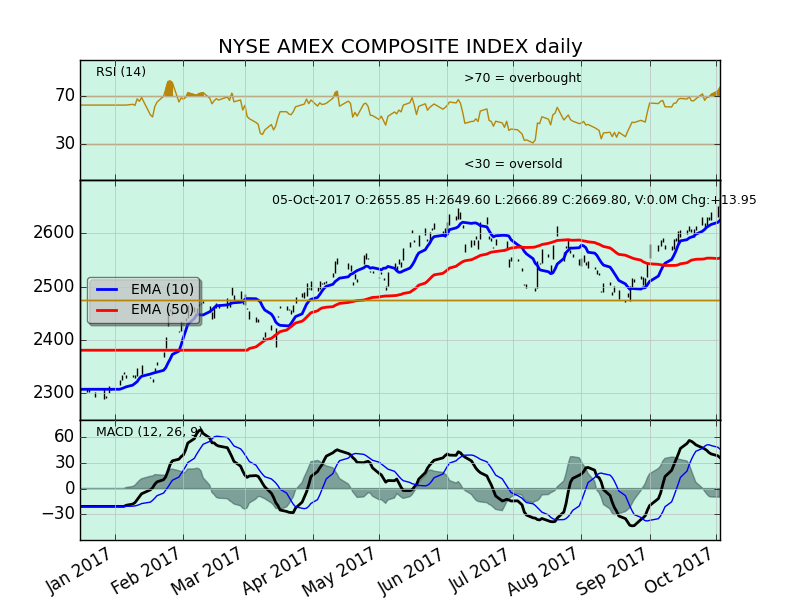 NYSE AMEX COMPOSITE INDEX daily
RSI (14)
>70 = overbought
70
30
<30 = oversold
05-Oct-2017 O:2655.85 H:2649.60 L:2666.89 C:2669.80, V:0.0M Chg:+13.95
2600
2500
EMA (10)
EMA (50)
2400
2300
MACD (12, 26, 9)
60
30
0
−30
Jan 2017
Feb 2017
Mar 2017
Apr 2017
May 2017
Jun 2017
Jul 2017
Aug 2017
Sep 2017
Oct 2017